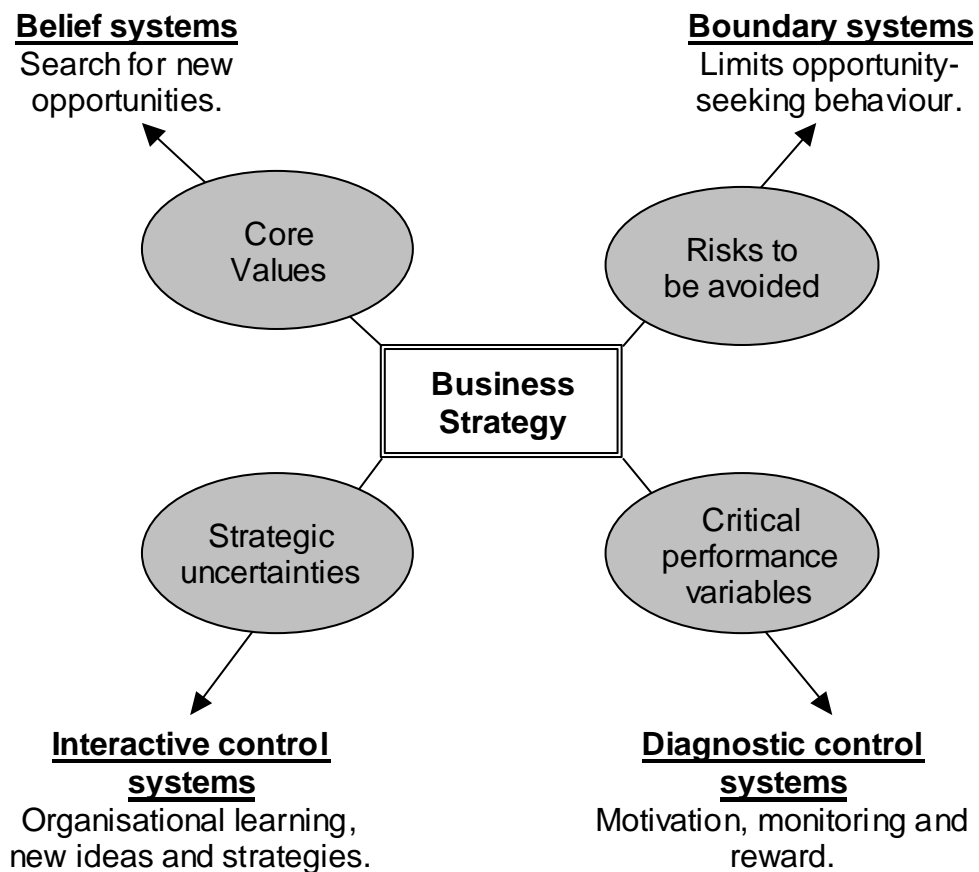 Belief systems
Search for new
opportunities.
Boundary systems
Limits opportunity-
seeking behaviour.
Core
Values
Risks to
be avoided
Business
Strategy
Strategic
uncertainties
Critical
performance
variables
Interactive control
systems
Organisational learning,
new ideas and strategies.
Diagnostic control
systems
Motivation, monitoring and
reward.